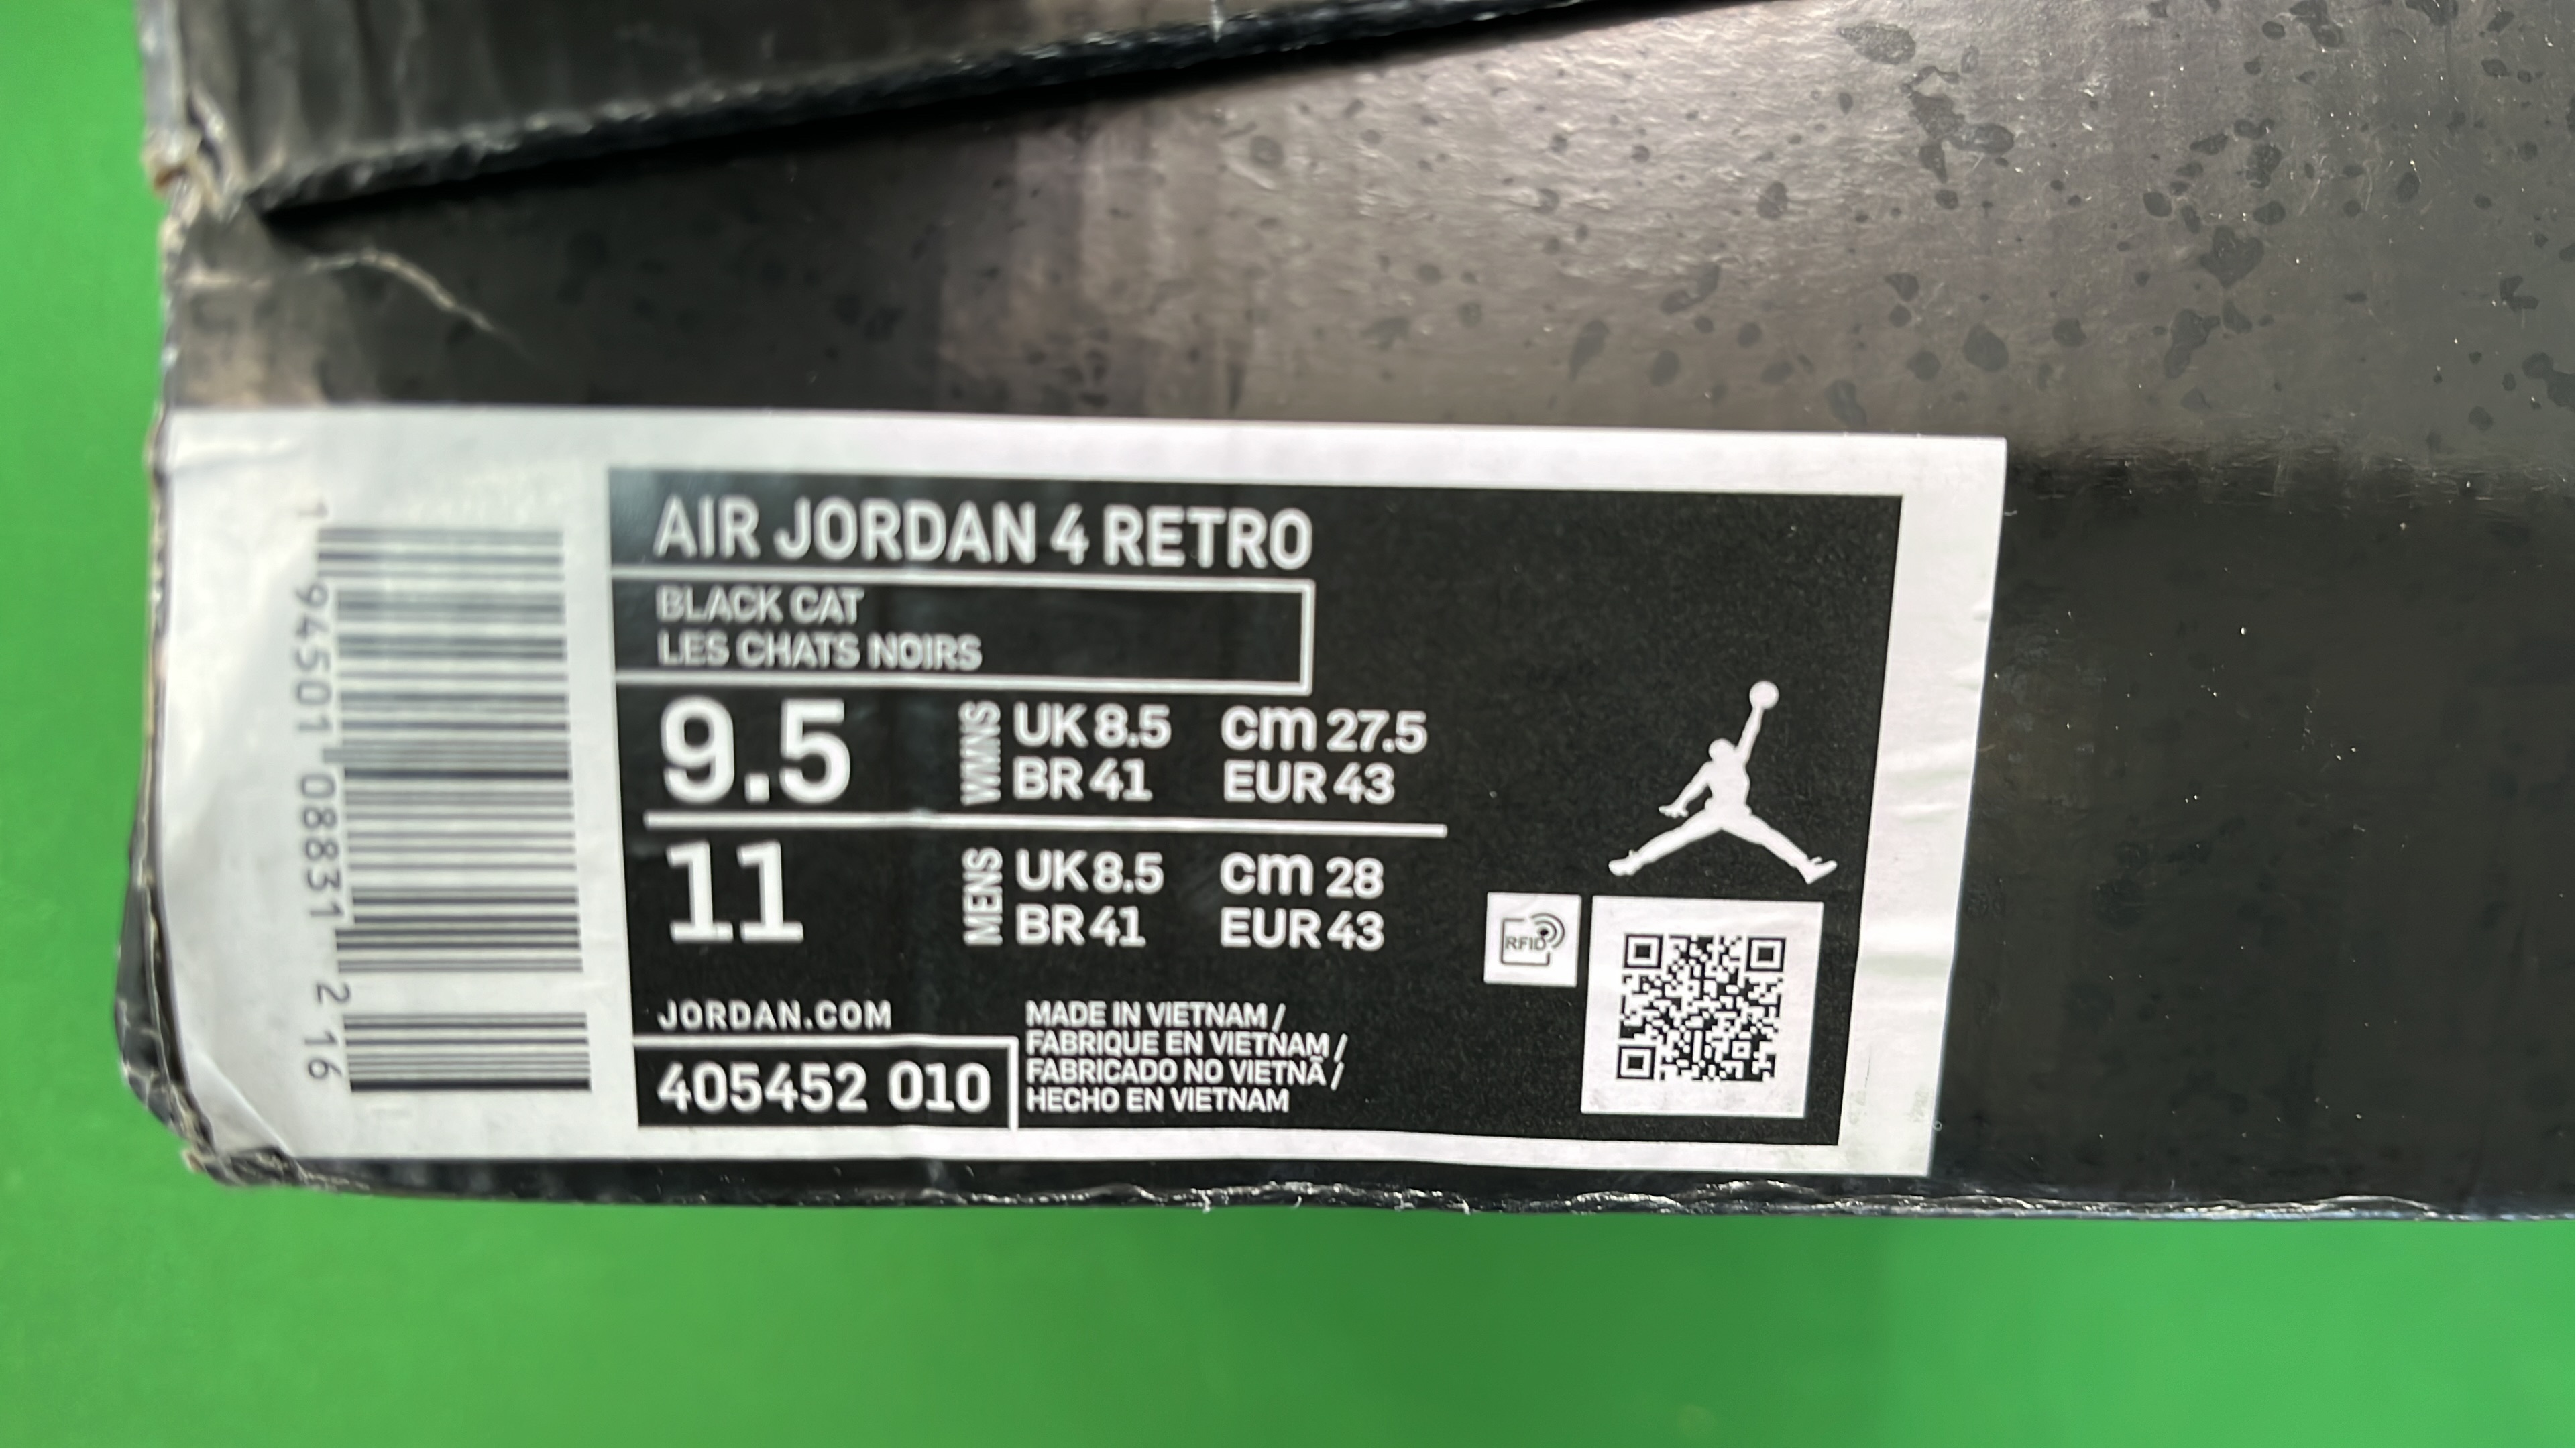 1 94501 08831 2 16
AIR JORDAN 4 RETRO
BLACK CAT
LES CHATS NOIRS
9.5 WMNS UK 8.5 cm 27.5
BR 41 EUR 43
11 MENS UK 8.5 cm 28
BR 41 EUR 43
RFID
JORDAN.COM
405452 010
MADE IN VIETNAM /
FABRIQUE EN VIETNAM /
FABRICADO NO VIETNÃ /
HECHO EN VIETNAM